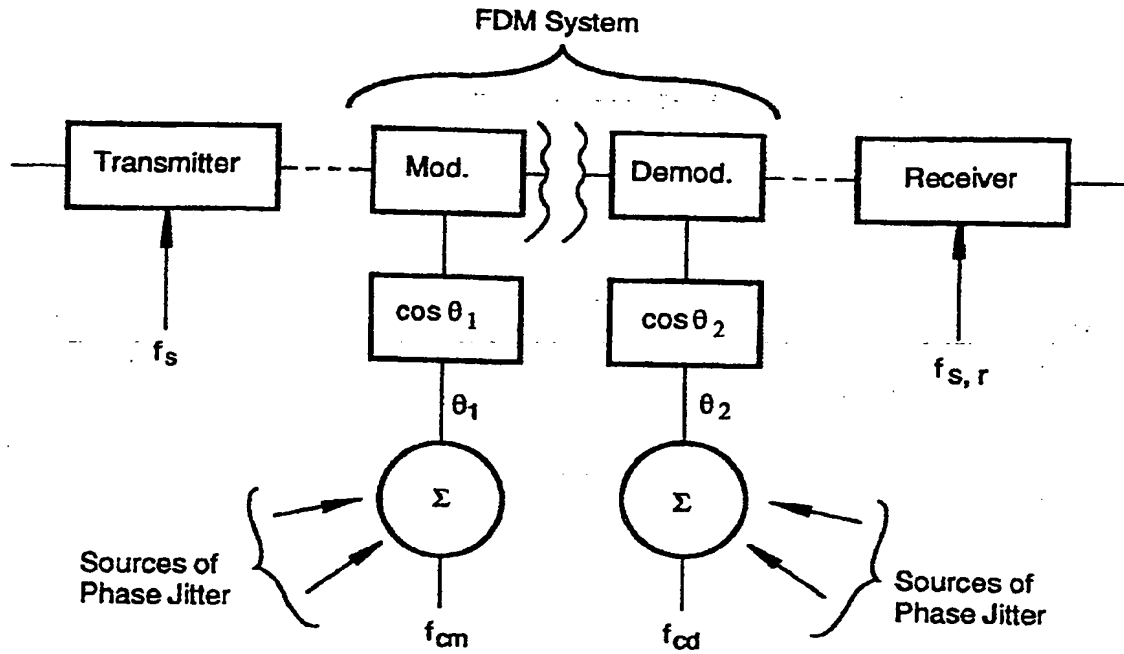 FDM System
Transmitter
Mod.
Demod.
Receiver
cos θ1
cos θ2
fs
fs, r
θ1
θ2
Σ
Σ
Sources of
Phase Jitter
Sources of
Phase Jitter
fcm
fcd